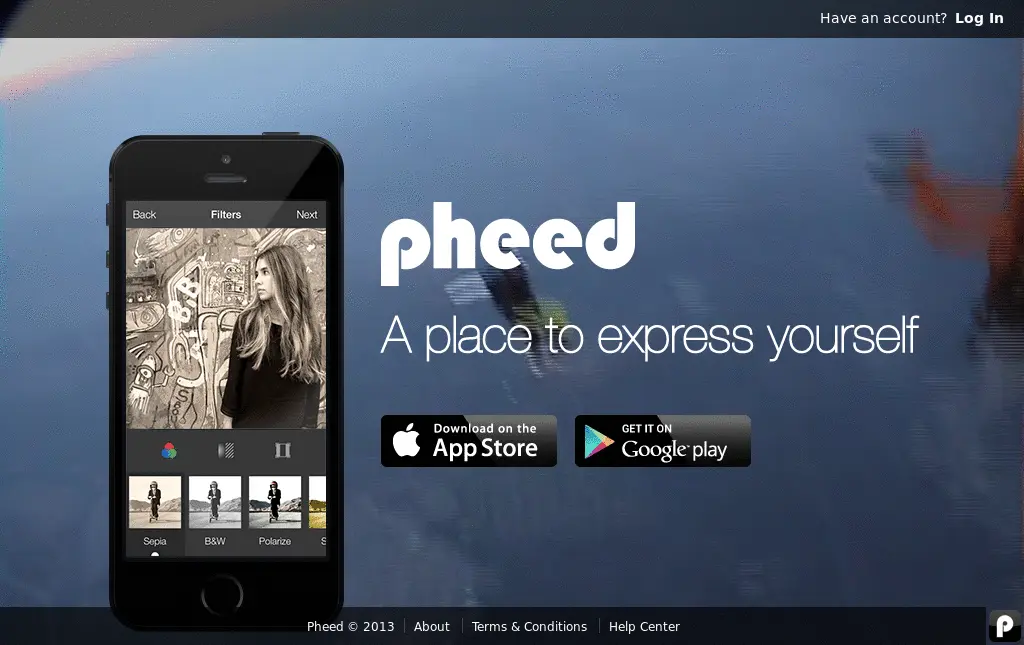 Have an account? Log In
Back Filters Next
pheed
A place to express yourself
Download on the
App Store
GET IT ON
Google play
Sepia B&W Polarize S
Pheed © 2013 About Terms & Conditions Help Center
p